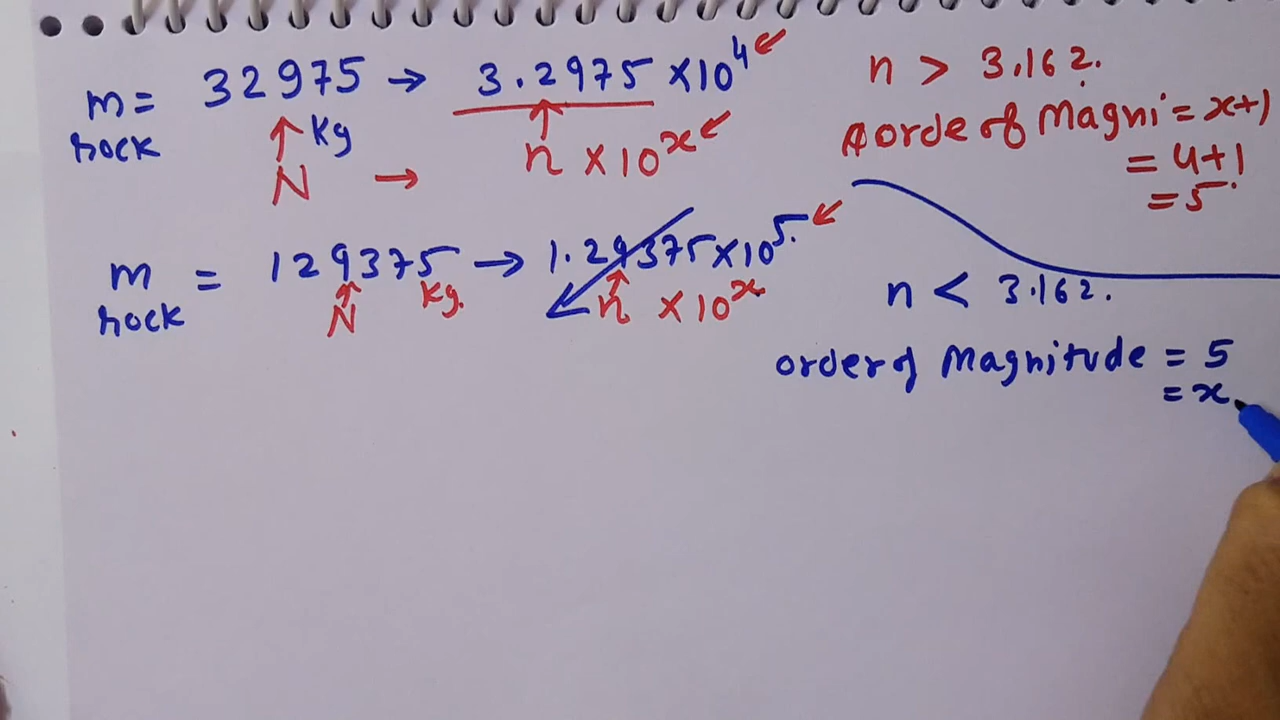 m = 32975 → 3.2975 ×10⁴
rock
Kg
N → n ×10ˣ
n > 3.162.
orde of Magni = x+1
= 4+1
= 5
m = 129375 → 1.29375×10⁵.
rock
kg.
N
n ×10ˣ
n < 3.162.
order of Magnitude = 5
= x